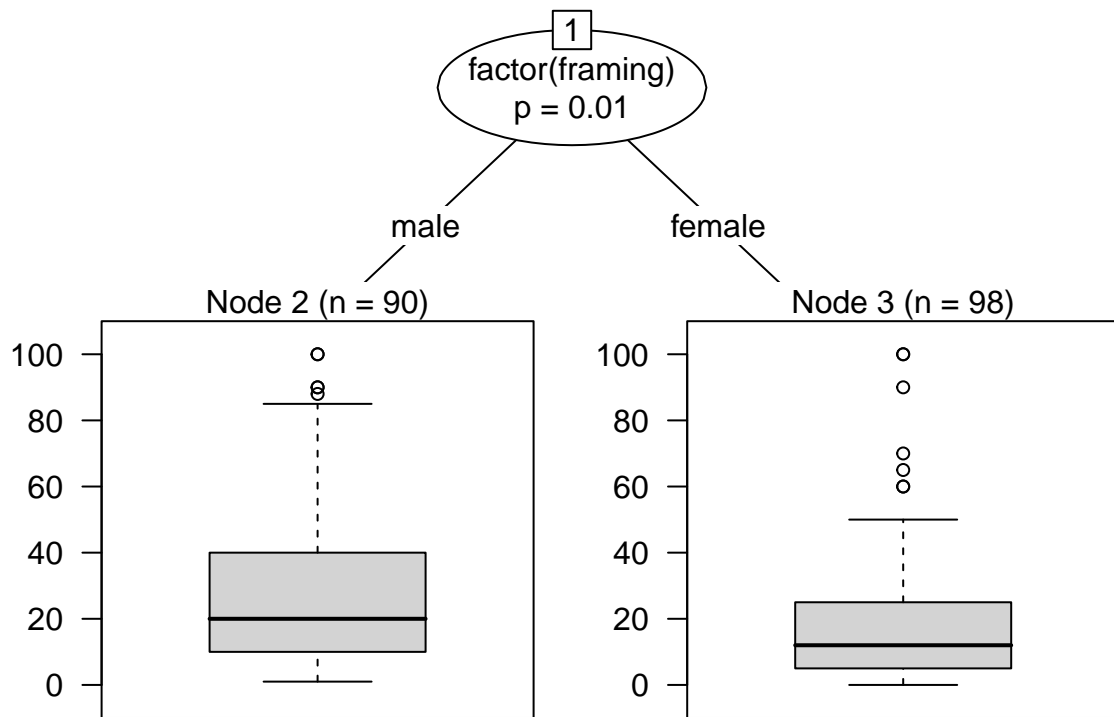 1
factor(framing)
p = 0.01
male
female
Node 2 (n = 90)
100
80
60
40
20
0
Node 3 (n = 98)
100
80
60
40
20
0